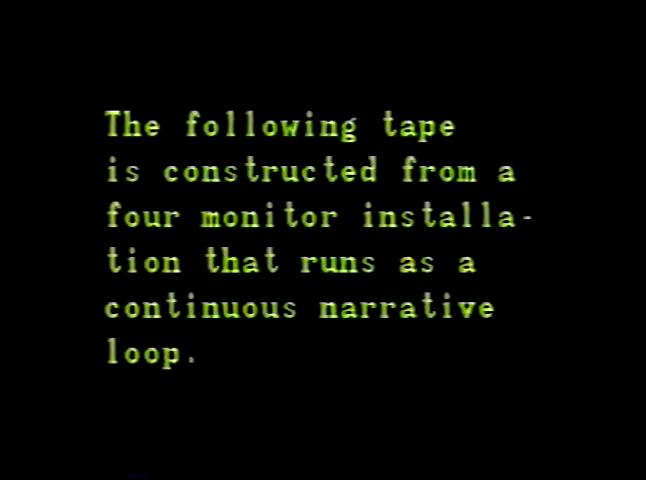 The following tape
is constructed from a
four monitor installa-
tion that runs as a
continuous narrative
loop.